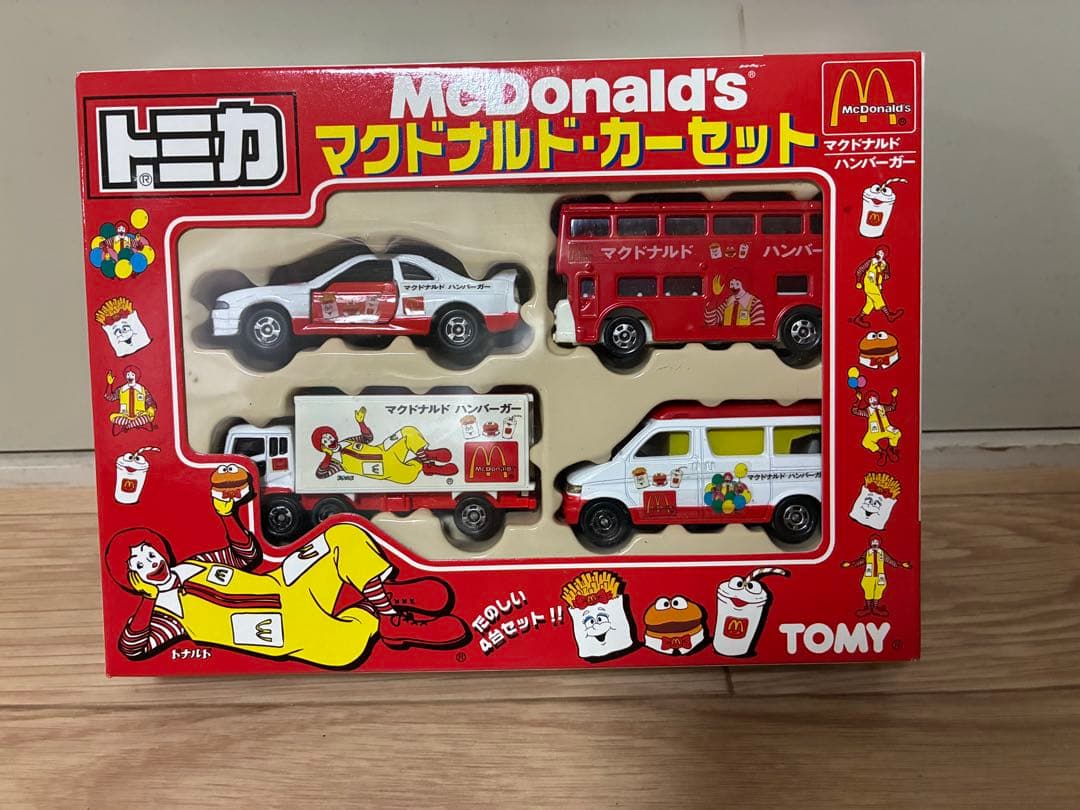 McDonald's®
トミカ®
マクドナルド・カーセット
McDonald's®
マクドナルド
ハンバーガー
マクドナルド ハンバーガー
マクドナルド ハンバー
マクドナルド ハンバーガー
McDonald's
マクドナルド ハンバーガ
ドナルド
®
たのしい
4台セット!!
TOMY®